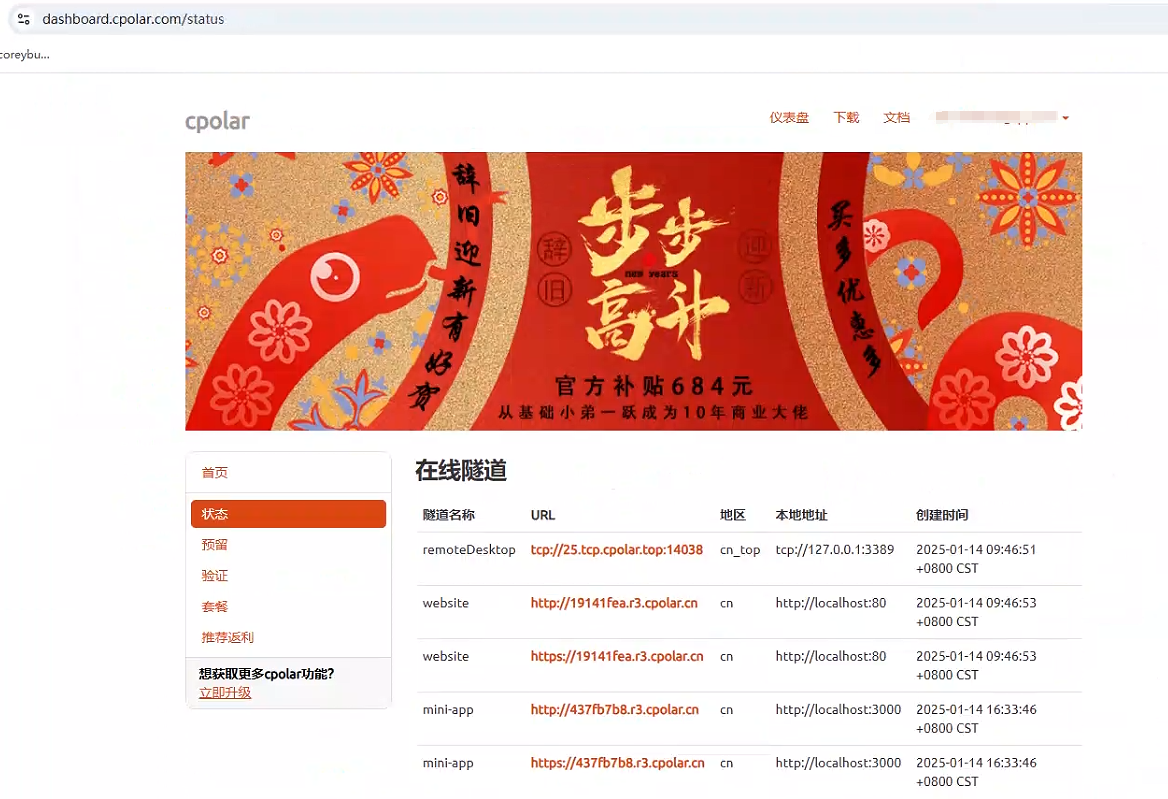 dashboard.cpolar.com/status
coreybu...
cpolar
仪表盘 下载 文档
辞旧迎新有好货
步步高升
new years
辞旧
迎新
买多优惠多
官方补贴684元
从基础小弟一跃成为10年商业大佬
首页
状态
预留
验证
套餐
推荐返利
想获取更多cpolar功能?
立即升级
在线隧道
隧道名称 URL 地区 本地地址 创建时间
remoteDesktop tcp://25.tcp.cpolar.top:14038 cn_top tcp://127.0.0.1:3389 2025-01-14 09:46:51
+0800 CST
website http://19141fea.r3.cpolar.cn cn http://localhost:80 2025-01-14 09:46:53
+0800 CST
website https://19141fea.r3.cpolar.cn cn http://localhost:80 2025-01-14 09:46:53
+0800 CST
mini-app http://437fb7b8.r3.cpolar.cn cn http://localhost:3000 2025-01-14 16:33:46
+0800 CST
mini-app https://437fb7b8.r3.cpolar.cn cn http://localhost:3000 2025-01-14 16:33:46
+0800 CST